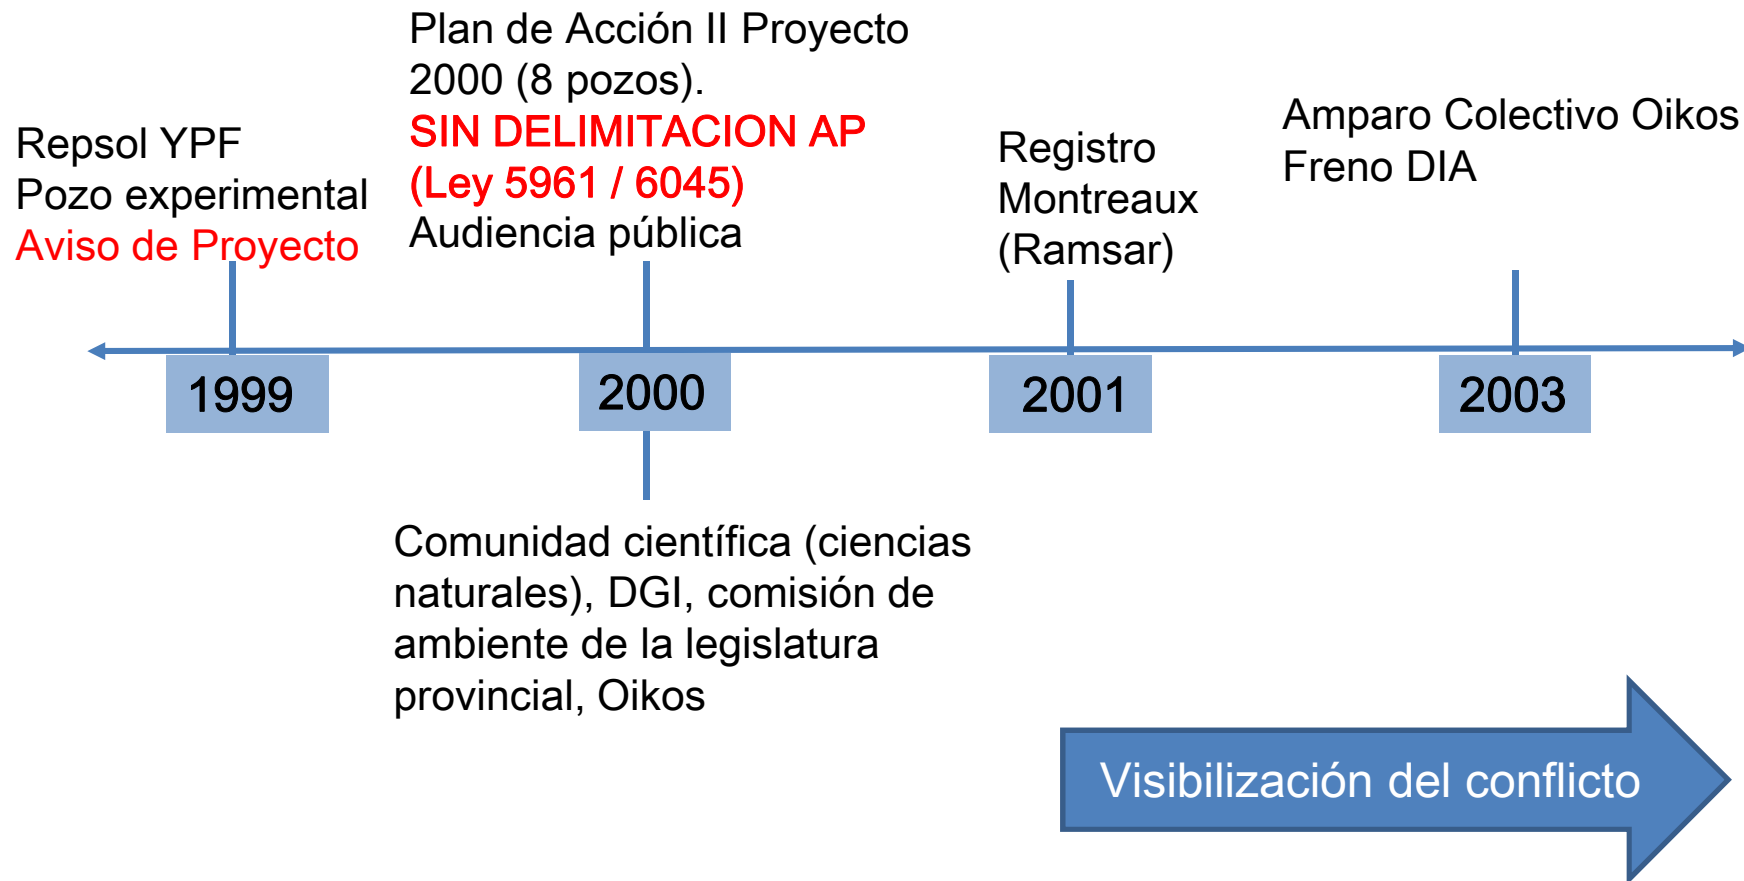 Repsol YPF
Pozo experimental
Aviso de Proyecto
Plan de Acción II Proyecto
2000 (8 pozos).
SIN DELIMITACION AP
(Ley 5961 / 6045)
Audiencia pública
Registro
Montreaux
(Ramsar)
Amparo Colectivo Oikos
Freno DIA
1999
2000
2001
2003
Comunidad científica (ciencias
naturales), DGI, comisión de
ambiente de la legislatura
provincial, Oikos
Visibilización del conflicto